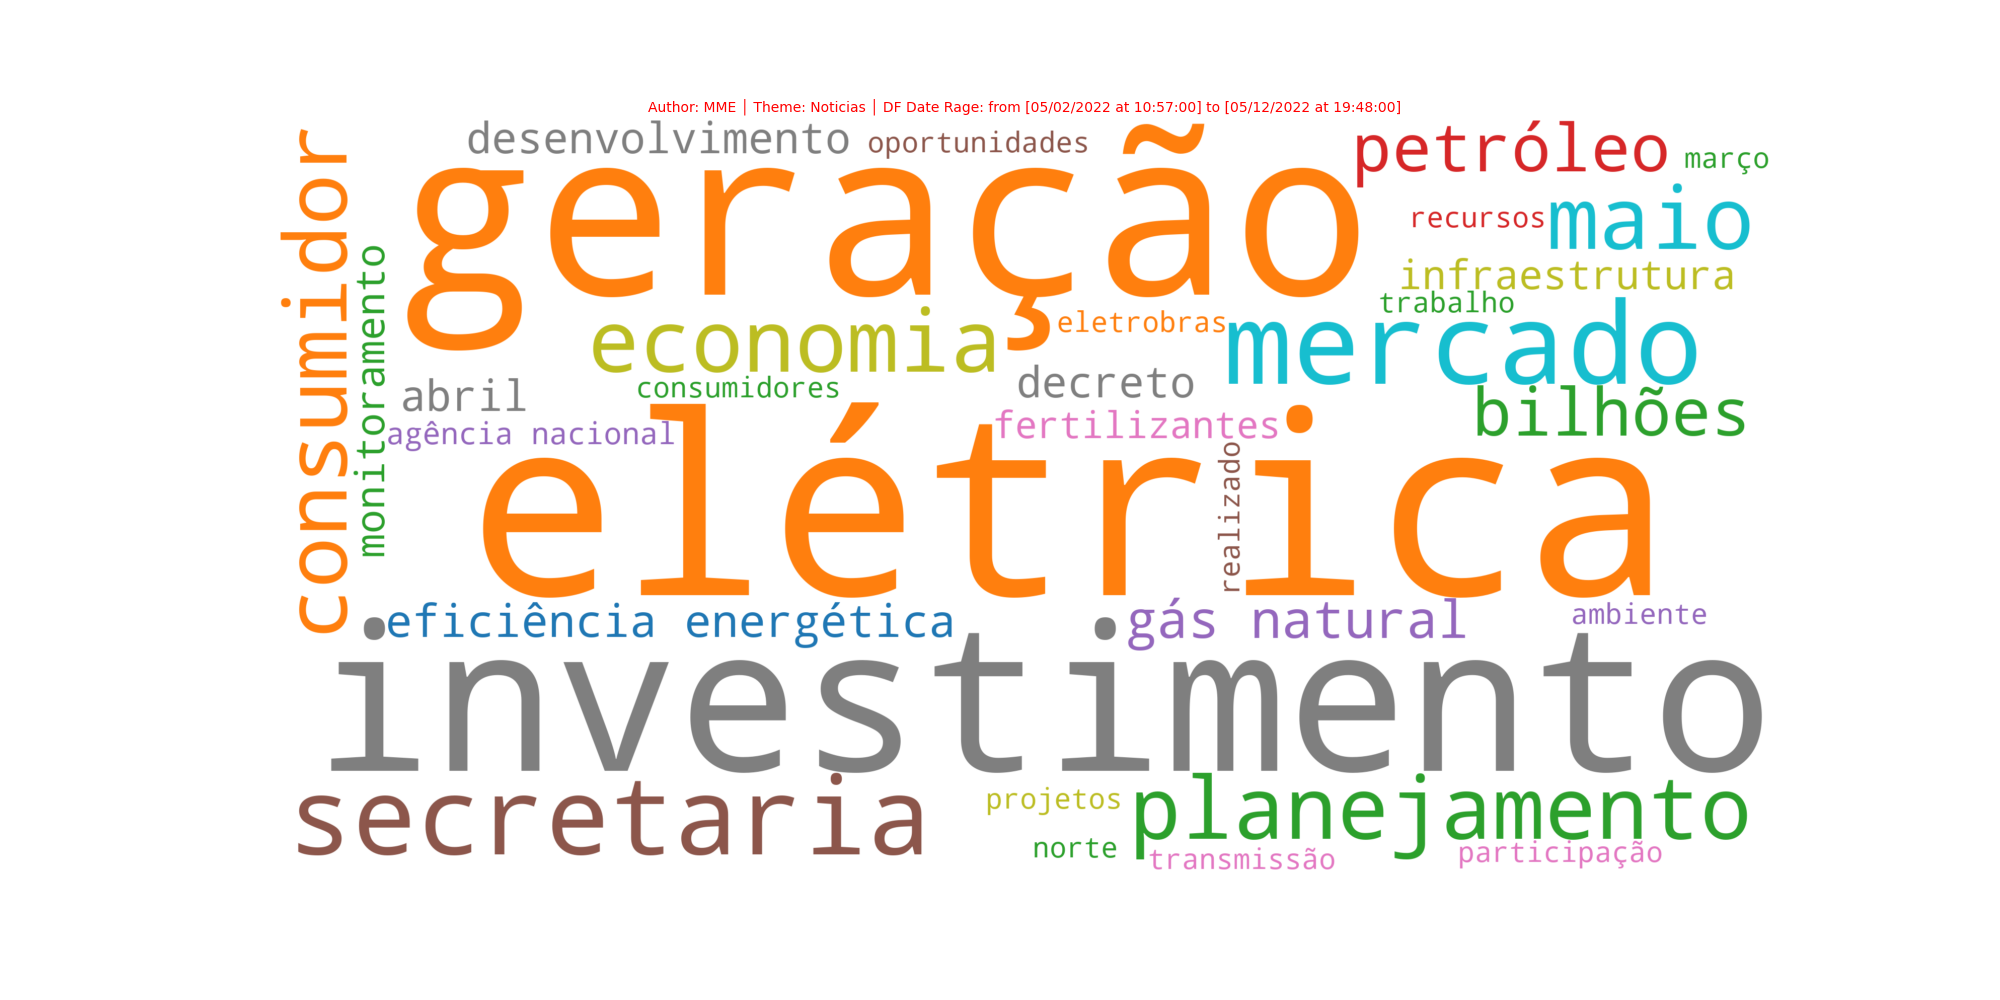 Author: MME | Theme: Noticias | DF Date Rage: from [05/02/2022 at 10:57:00] to [05/12/2022 at 19:48:00]
desenvolvimento
oportunidades
petróleo
março
geração
consumidor
recursos
maio
monitoramento
infraestrutura
trabalho
economia
eletrobras
mercado
abril
consumidores
decreto
bilhões
agência nacional
fertilizantes
elétrica
realizado
eficiência energética
gás natural
ambiente
investimento
secretaria
projetos
planejamento
norte
transmissão
participação